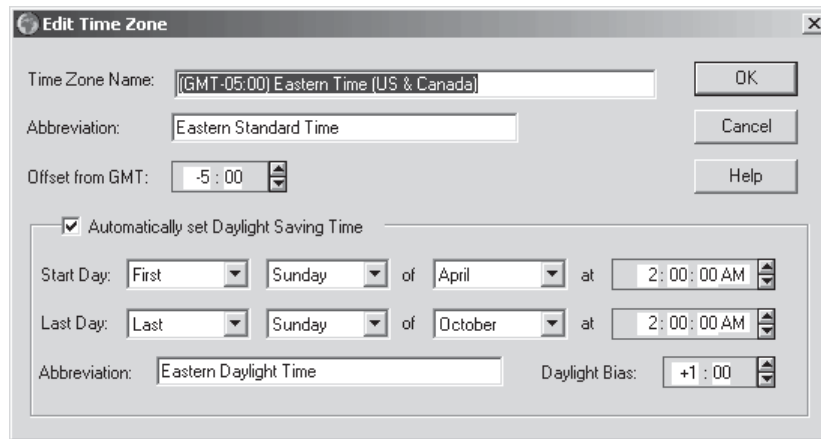 Edit Time Zone
Time Zone Name: (GMT-05:00) Eastern Time (US & Canada) OK
Abbreviation: Eastern Standard Time Cancel
Offset from GMT: -5 : 00 Help
Automatically set Daylight Saving Time
Start Day: First Sunday of April at 2: 00: 00 AM
Last Day: Last Sunday of October at 2: 00: 00 AM
Abbreviation: Eastern Daylight Time Daylight Bias: +1 : 00